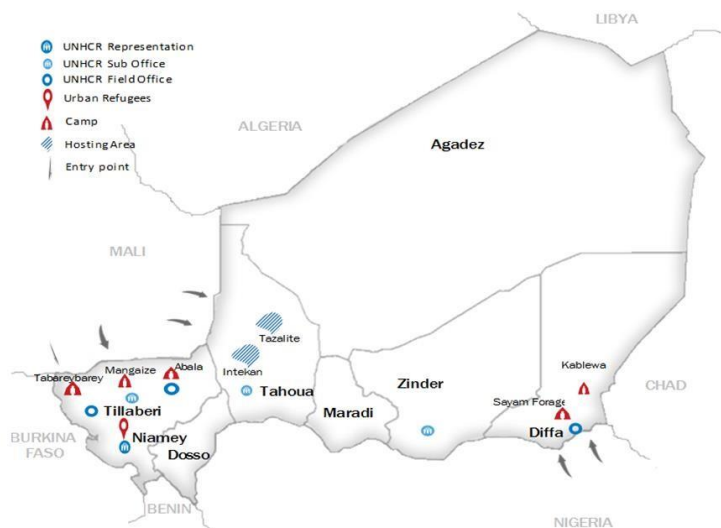 LIBYA
UNHCR Representation
UNHCR Sub Office
UNHCR Field Office
Urban Refugees
Camp
Hosting Area
Entry point
ALGERIA
Agadez
MALI
Tazalite
Intekan
Tabareybarey
Mangaize
Abala
Kablewa
Tahoua
Zinder
CHAD
Maradi
Sayam Forage
Tillaberi
Diffa
BURKINA
FASO
Niamey
Dosso
BENIN
NIGERIA